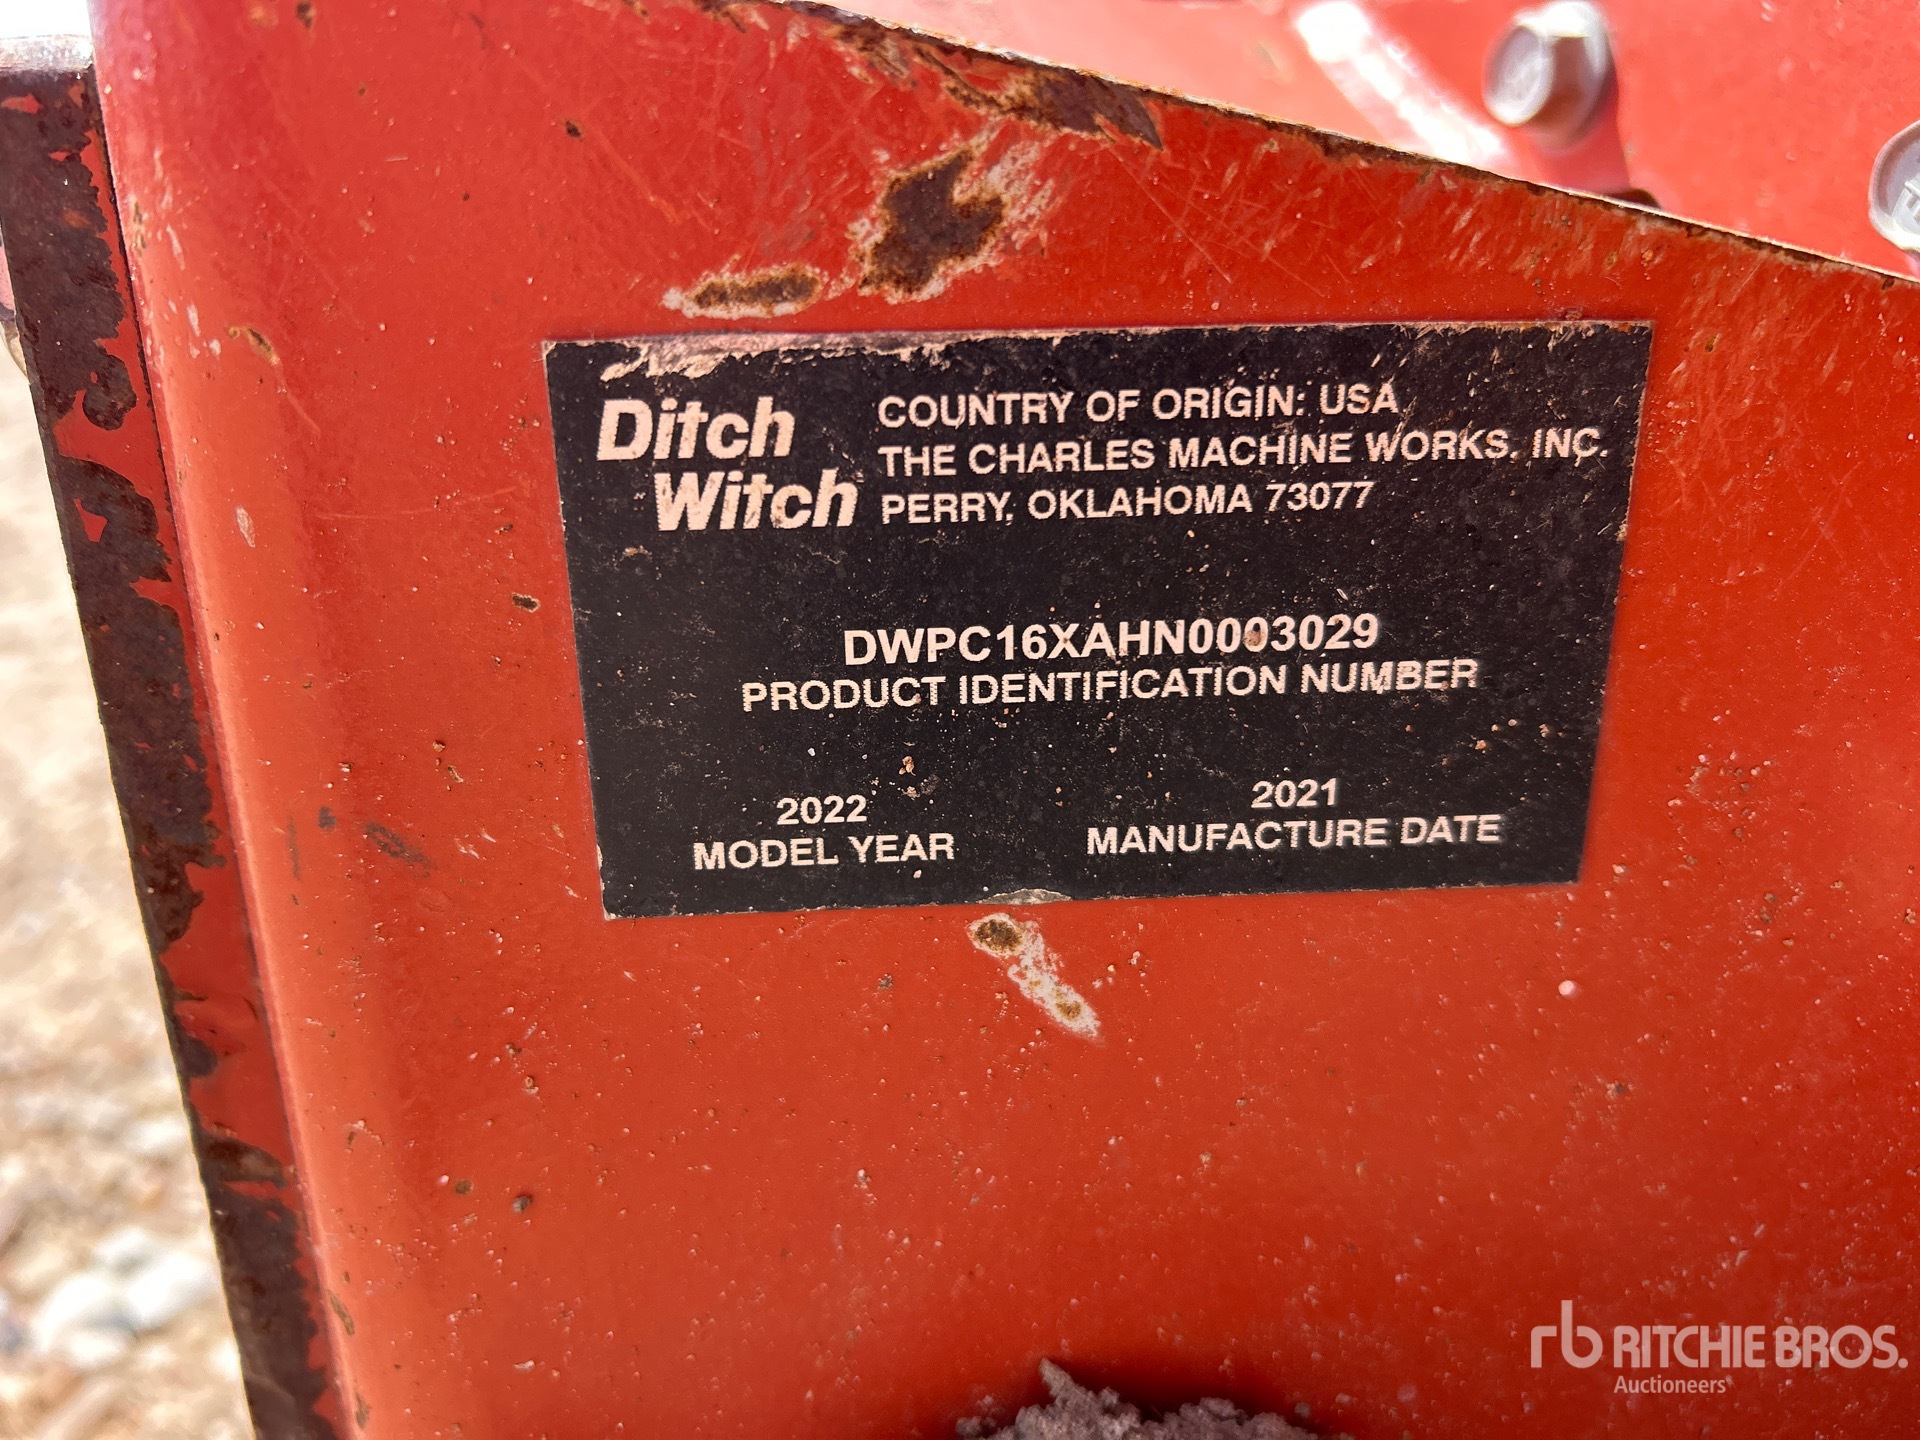 Ditch
Witch
COUNTRY OF ORIGIN: USA
THE CHARLES MACHINE WORKS, INC.
PERRY, OKLAHOMA 73077
DWPC16XAHN0003029
PRODUCT IDENTIFICATION NUMBER
2022
MODEL YEAR
2021
MANUFACTURE DATE
rb RITCHIE BROS.
Auctioneers